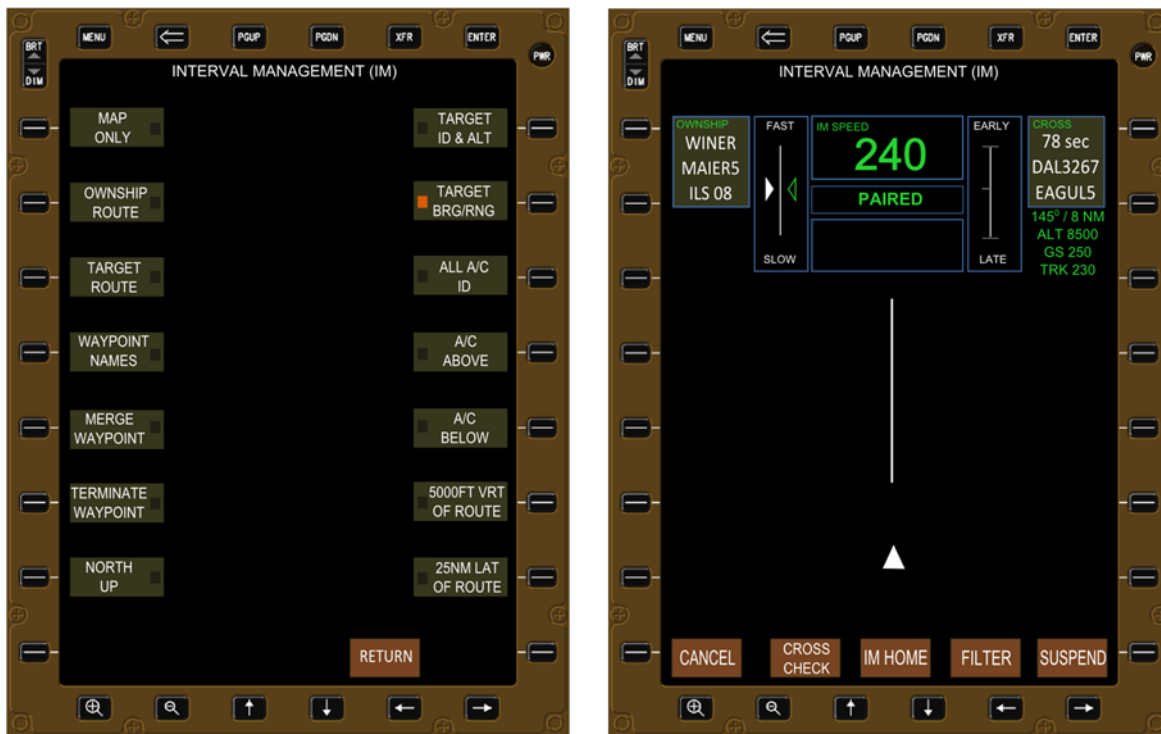 MENU
PGUP
PGDN
XFR
ENTER
BRT
DIM
PWR
INTERVAL MANAGEMENT (IM)
MAP
ONLY
TARGET
ID & ALT
OWNSHIP
ROUTE
TARGET
BRG/RNG
TARGET
ROUTE
ALL A/C
ID
WAYPOINT
NAMES
A/C
ABOVE
MERGE
WAYPOINT
A/C
BELOW
TERMINATE
WAYPOINT
5000FT VRT
OF ROUTE
NORTH
UP
25NM LAT
OF ROUTE
RETURN
MENU
PGUP
PGDN
XFR
ENTER
BRT
DIM
PWR
INTERVAL MANAGEMENT (IM)
OWNSHIP
WINER
MAIER5
ILS 08
FAST
SLOW
IM SPEED
240
PAIRED
EARLY
LATE
CROSS
78 sec
DAL3267
EAGUL5
145⁰ / 8 NM
ALT 8500
GS 250
TRK 230
CANCEL
CROSS
CHECK
IM HOME
FILTER
SUSPEND